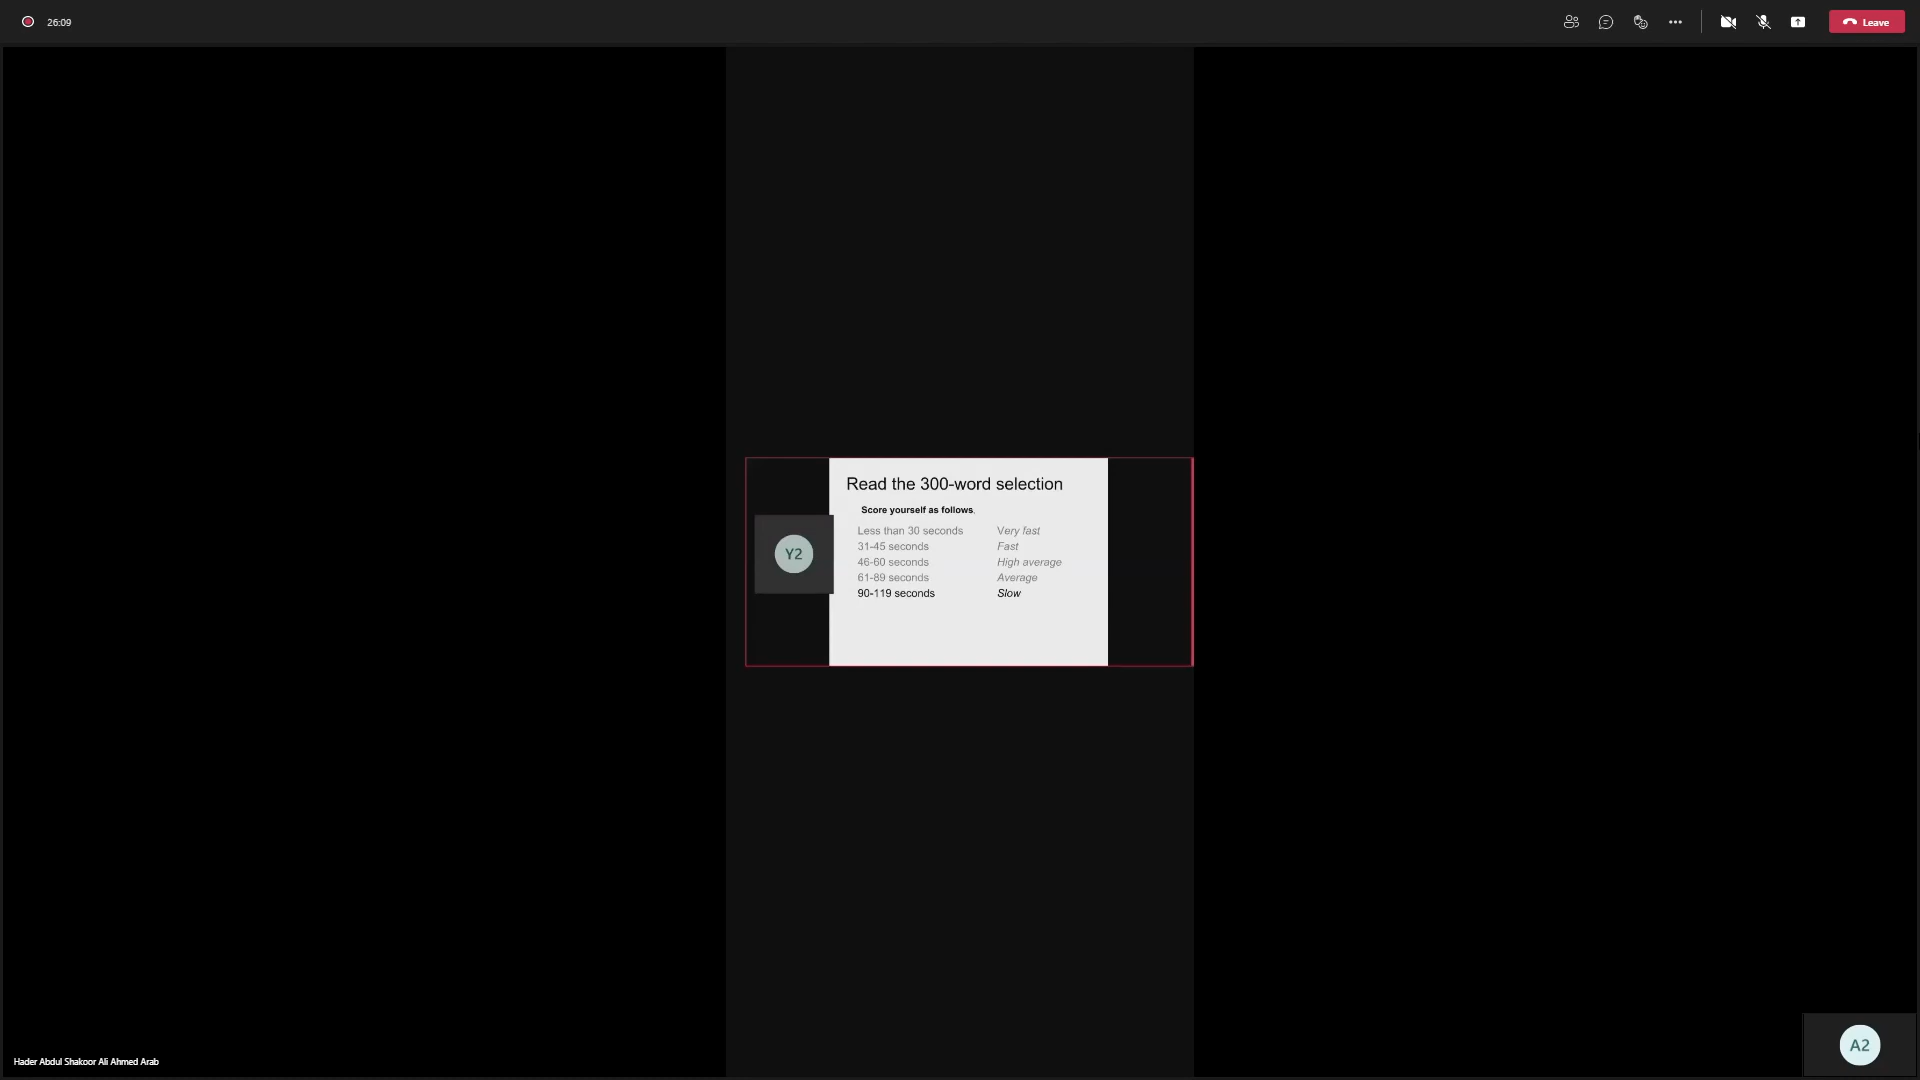 26:09
Leave
Read the 300-word selection
Score yourself as follows.
Less than 30 seconds Very fast
31-45 seconds Fast
46-60 seconds High average
61-89 seconds Average
90-119 seconds Slow
Y2
Hader Abdul Shakoor Ali Ahmed Arab
A2